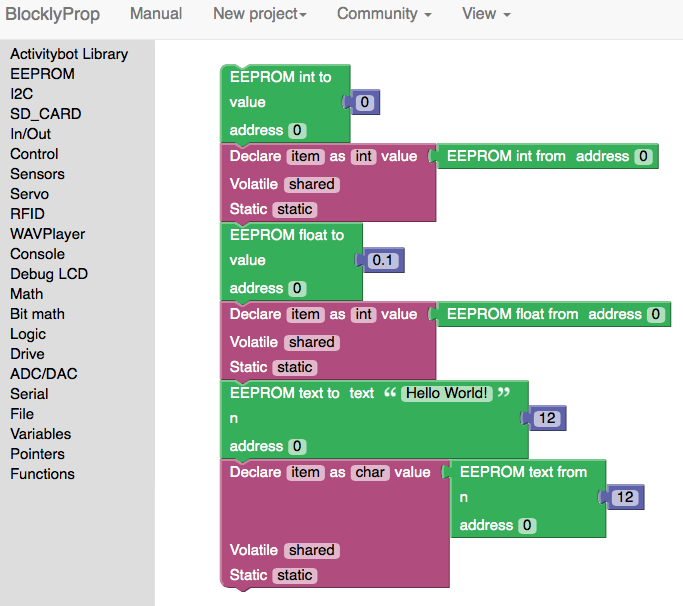 BlocklyProp Manual New project Community View
Activitybot Library
EEPROM
I2C
SD_CARD
In/Out
Control
Sensors
Servo
RFID
WAVPlayer
Console
Debug LCD
Math
Bit math
Logic
Drive
ADC/DAC
Serial
File
Variables
Pointers
Functions
EEPROM int to
value 0
address 0
Declare item as int value EEPROM int from address 0
Volatile shared
Static static
EEPROM float to
value 0.1
address 0
Declare item as int value EEPROM float from address 0
Volatile shared
Static static
EEPROM text to text “ Hello World! ”
n 12
address 0
Declare item as char value EEPROM text from
n 12
address 0
Volatile shared
Static static